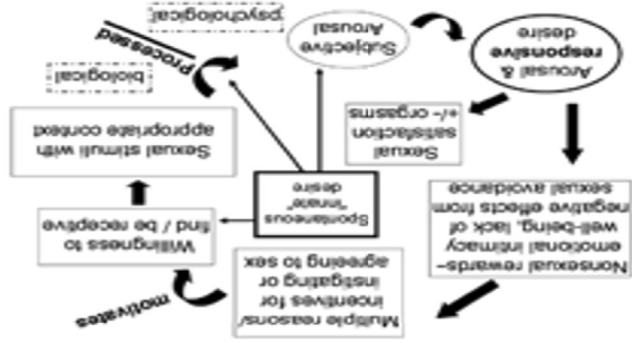 Multiple reasons/
incentives for
instigating or
agreeing to sex
motivates
Willingness to
find / be receptive
Nonsexual rewards-
emotional intimacy
well-being, lack of
negative effects from
sexual avoidance
Spontaneous
"innate"
desire
Sexual stimuli with
appropriate context
Sexual
satisfaction
+/- orgasms
biological
Processed
psychological
Subjective
Arousal
Arousal &
responsive
desire